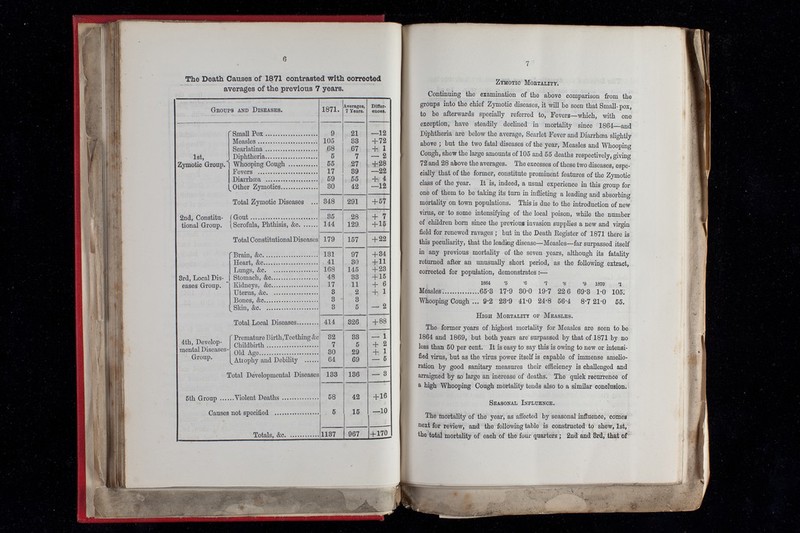 6
The Death Causes of 1871 contrasted with corrected
averages of the previous 7 years.
GROUPS AND DISEASES. 1871. Averages, 7 Years. Differences.
1st, Zymotic Group.
Small Pox 9 21 —12
Measles 105 33 +72
Scarlatina 68 67 + 1
Diphtheria 5 7 — 2
Whooping Cough 55 27 +28
Fevers 17 39 —22
Diarrhœa 59 55 + 4
Other Zymotics 30 42 —12
Total Zymotic Diseases ... 348 291 +57
2nd, Constitutional Group.
Gout 35 28 + 7
Scrofula, Phthisis, &c. 144 129 +15
Total Constitutional Diseases 179 157 +22
3rd, Local Diseases Group.
Brain, &c. 131 97 +34
Heart, &c. 41 30 +11
Lungs, &c. 168 145 +23
Stomach, &c. 48 33 +15
Kidneys, &c. 17 11 + 6
Uterus, &c. 3 2 + 1
Bones, &c. 3 3
Skin, &c. 3 5 — 2
Total Local Diseases 414 326 +88
4th, Developmental Diseases Group.
Premature Birth, Teething &c 32 33 — 1
Childbirth 7 5 + 2
Old Age 30 29 + 1
Atrophy and Debility 64 69 — 5
Total Developmental Diseases 133 136 — 3
5th Group ......Violent Deaths 58 42 +16
Causes not specified 5 15 —10
Totals, &c. 1137 967 +170
7
ZYMOTIC MORTALITY.
Continuing the examination of the above comparison from the
groups into the chief Zymotic diseases, it will be seen that Small-pox,
to be afterwards specially referred to, Fevers—which, with one
exception, have steadily declined in mortality since 1864—and
Diphtheria are below the average, Scarlet Fever and Diarrhœa slightly
above; but the two fatal diseases of the year, Measles and Whooping
Cough, shew the large amounts of 105 and 55 deaths respectively, giving
72 and 28 above the averages. The excesses of these two diseases, espe-
cially that of the former, constitute prominent features of the Zymotic
class of the year. It is, indeed, a usual experience in this group for
one of them to be taking its turn in inflicting a leading and absorbing
mortality on town populations. This is due to the introduction of new
virus, or to some intensifying of the local poison, while the number
of children born since the previous invasion supplies a new and virgin
field for renewed ravages; but in the Death Register of 1871 there is
this peculiarity, that the leading disease—Measles—far surpassed itself
in any previous mortality of the seven years, although its fatality
returned after an unusually short period, as the following extract,
corrected for population, demonstrates:—
1864 '5 '6 '7 '8 '9 1870 '1
Measles...............65·3 17·9 30·0 19·7 22·6 69·3 1·0 105.
Whooping Cough ... 9·2 23·9 41·0 24·8 56·4 8·7 21·0 55.
HIGH MORTALITY OF MEASLES.
The former years of highest mortality for Measles are seen to be
1864 and 1869, but both years are surpassed by that of 1871 by no
less than 50 per cent. It is easy to say this is owing to new or intensi-
fied virus, but as the virus power itself is capable of immense amelio-
ration by good sanitary measures their efficiency is challenged and
arraigned by so large an increase of deaths. The quick recurrence of
a high Whooping Cough mortality tends also to a similar conclusion.
SEASONAL INFLUENCE.
The mortality of the year, as affected by seasonal influence, comes
next for review, and the following table is constructed to shew, 1st,
the total mortality of each of the four quarters; 2nd and 3rd, that of